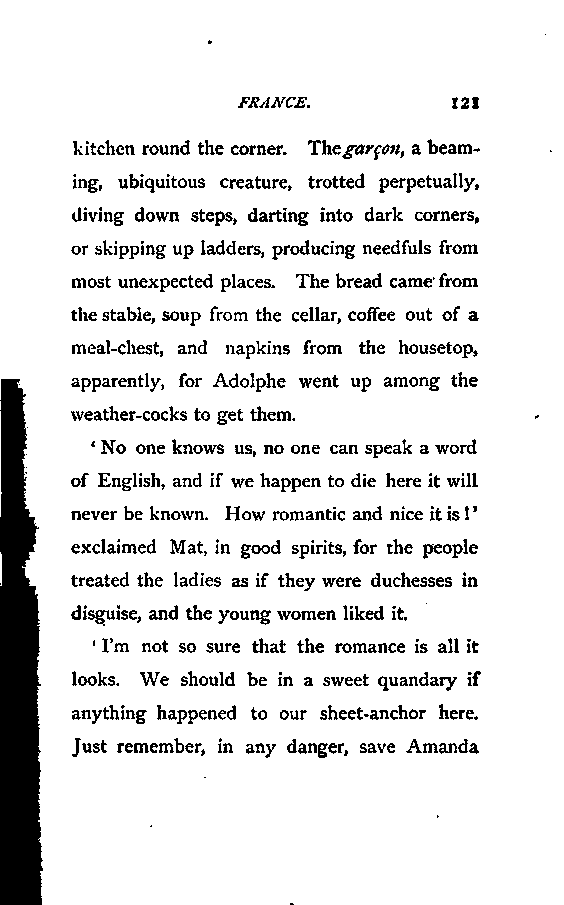 FRANCE. 121
kitchen round the corner. The garçon, a beam-
ing, ubiquitous creature, trotted perpetually,
diving down steps, darting into dark corners,
or skipping up ladders, producing needfuls from
most unexpected places. The bread came from
the stable, soup from the cellar, coffee out of a
meal-chest, and napkins from the housetop,
apparently, for Adolphe went up among the
weather-cocks to get them.
‘ No one knows us, no one can speak a word
of English, and if we happen to die here it will
never be known. How romantic and nice it is !’
exclaimed Mat, in good spirits, for the people
treated the ladies as if they were duchesses in
disguise, and the young women liked it.
‘ I’m not so sure that the romance is all it
looks. We should be in a sweet quandary if
anything happened to our sheet-anchor here.
Just remember, in any danger, save Amanda